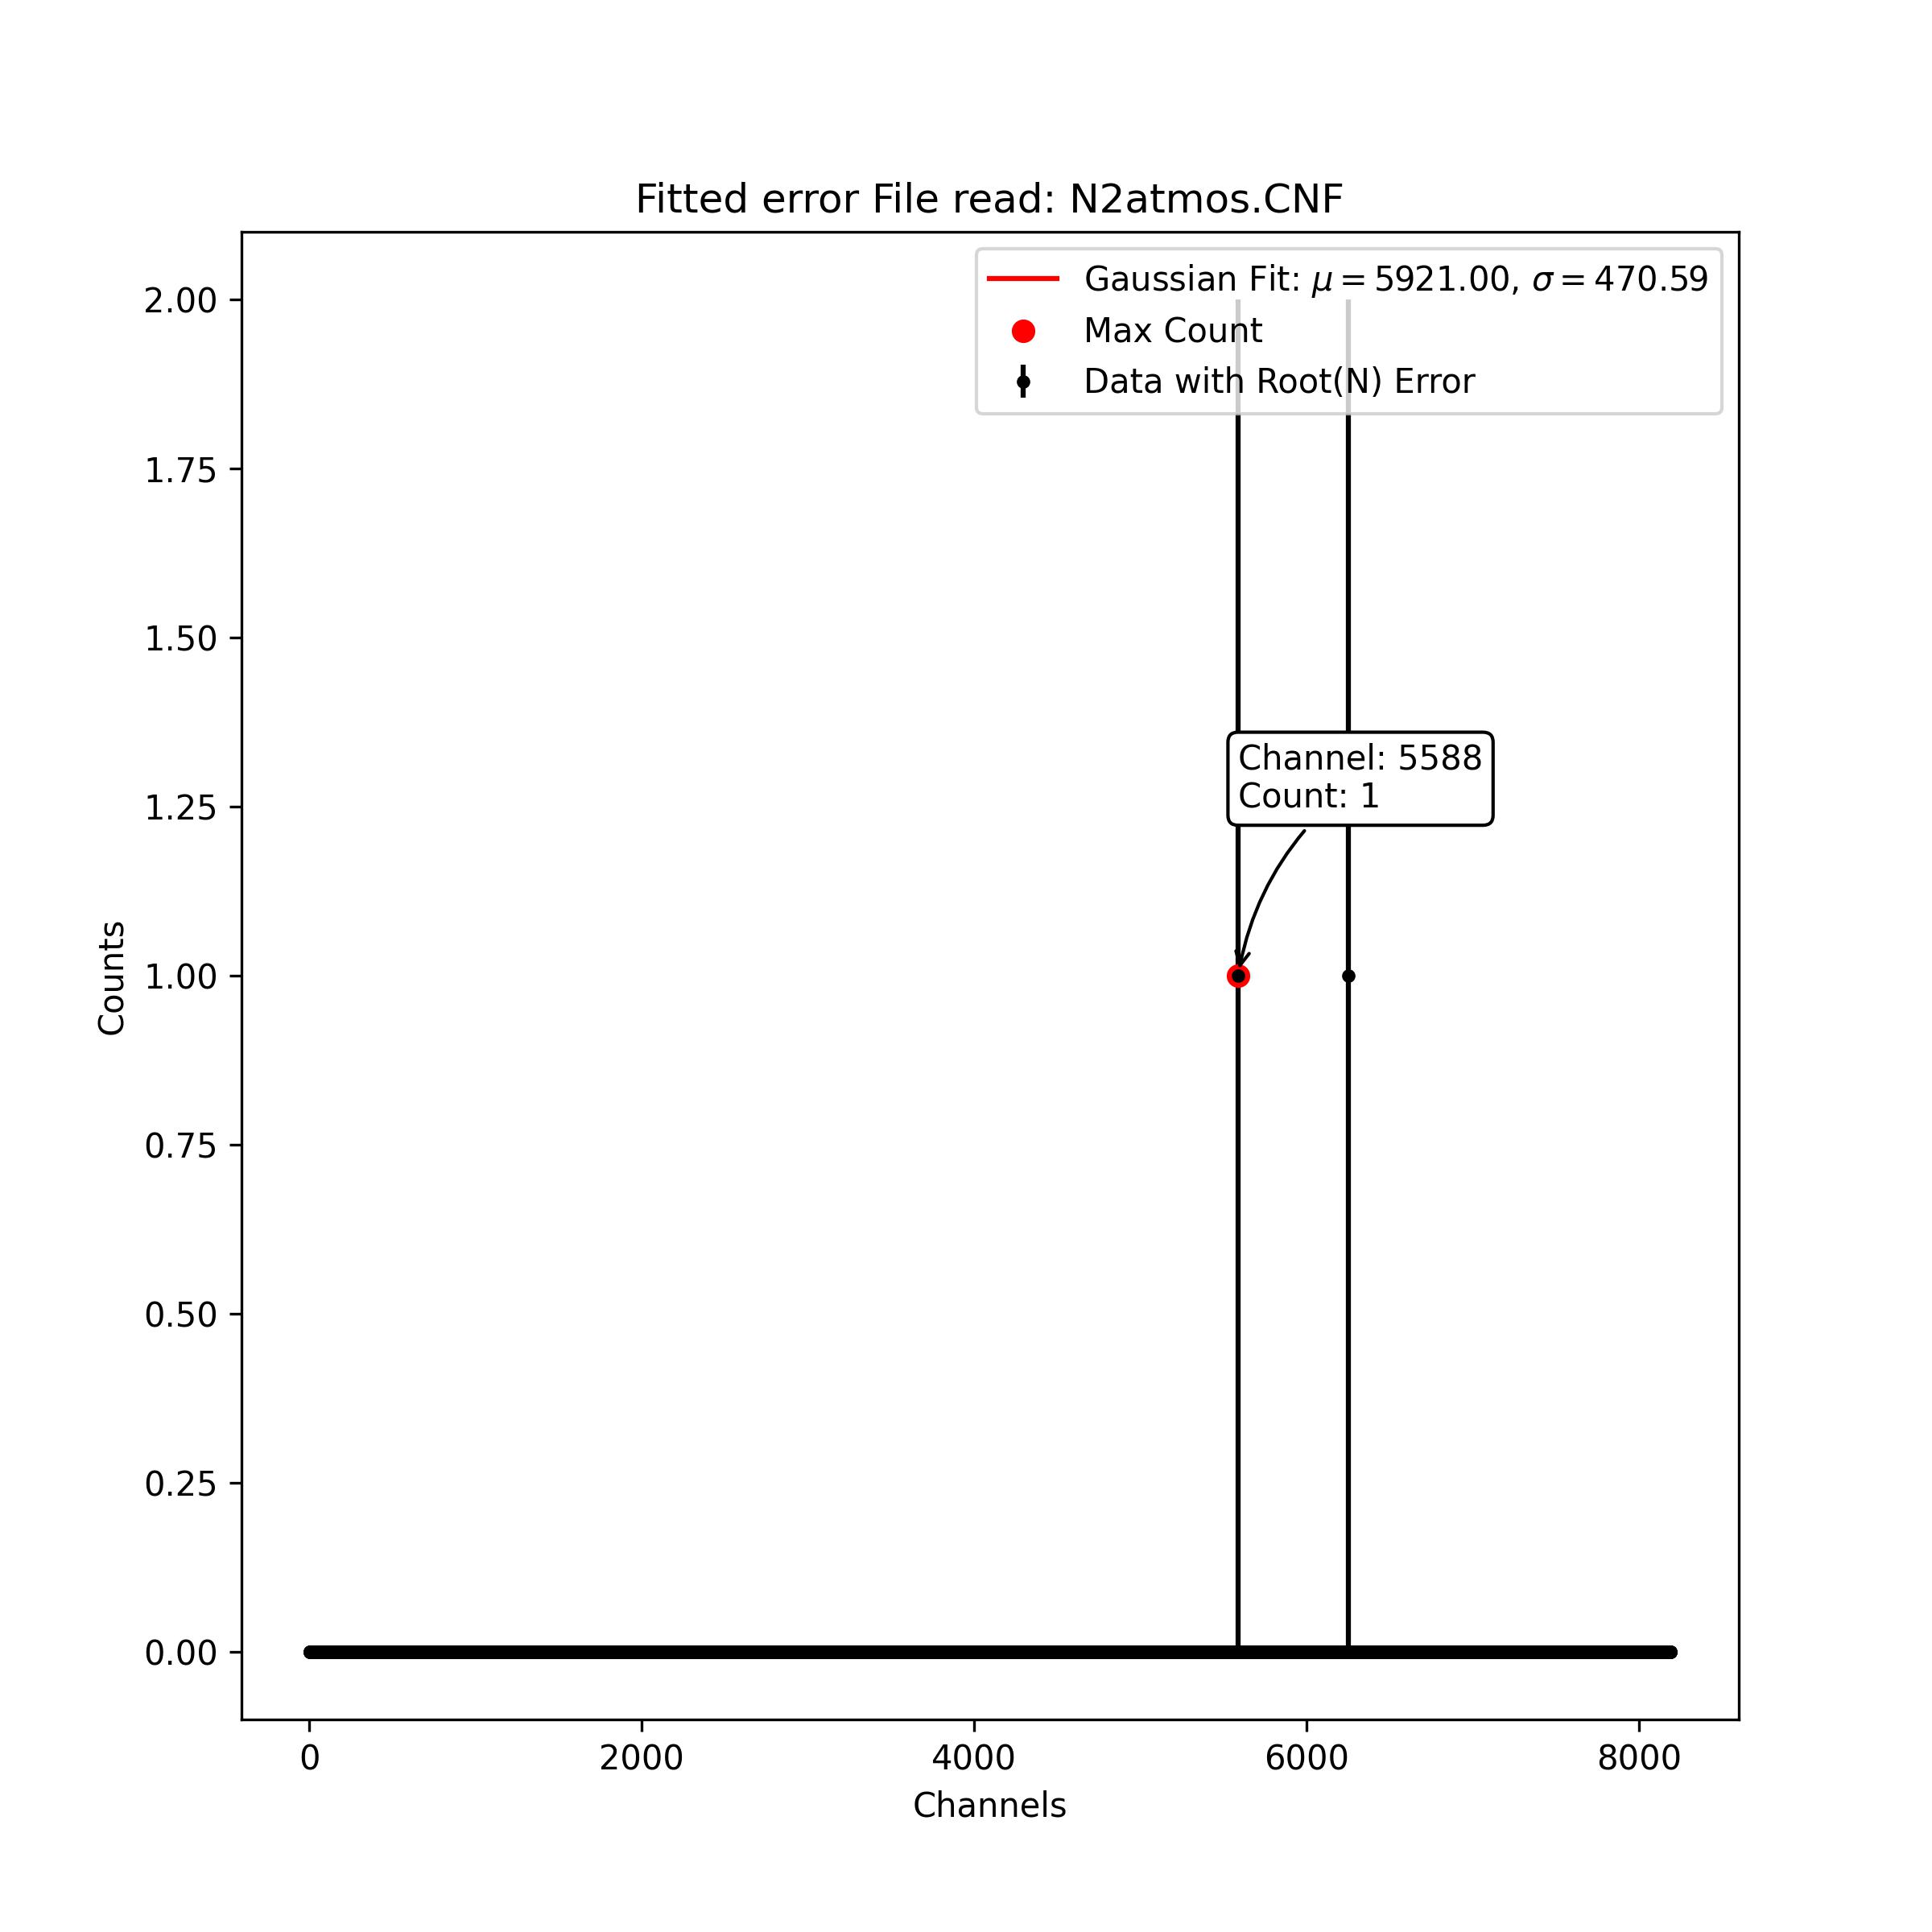 Fitted error File read: N2atmos.CNF
Gaussian Fit: μ = 5921.00, σ = 470.59
Max Count
Data with Root(N) Error
Channel: 5588
Count: 1
Counts
2.00
1.75
1.50
1.25
1.00
0.75
0.50
0.25
0.00
0 2000 4000 6000 8000
Channels